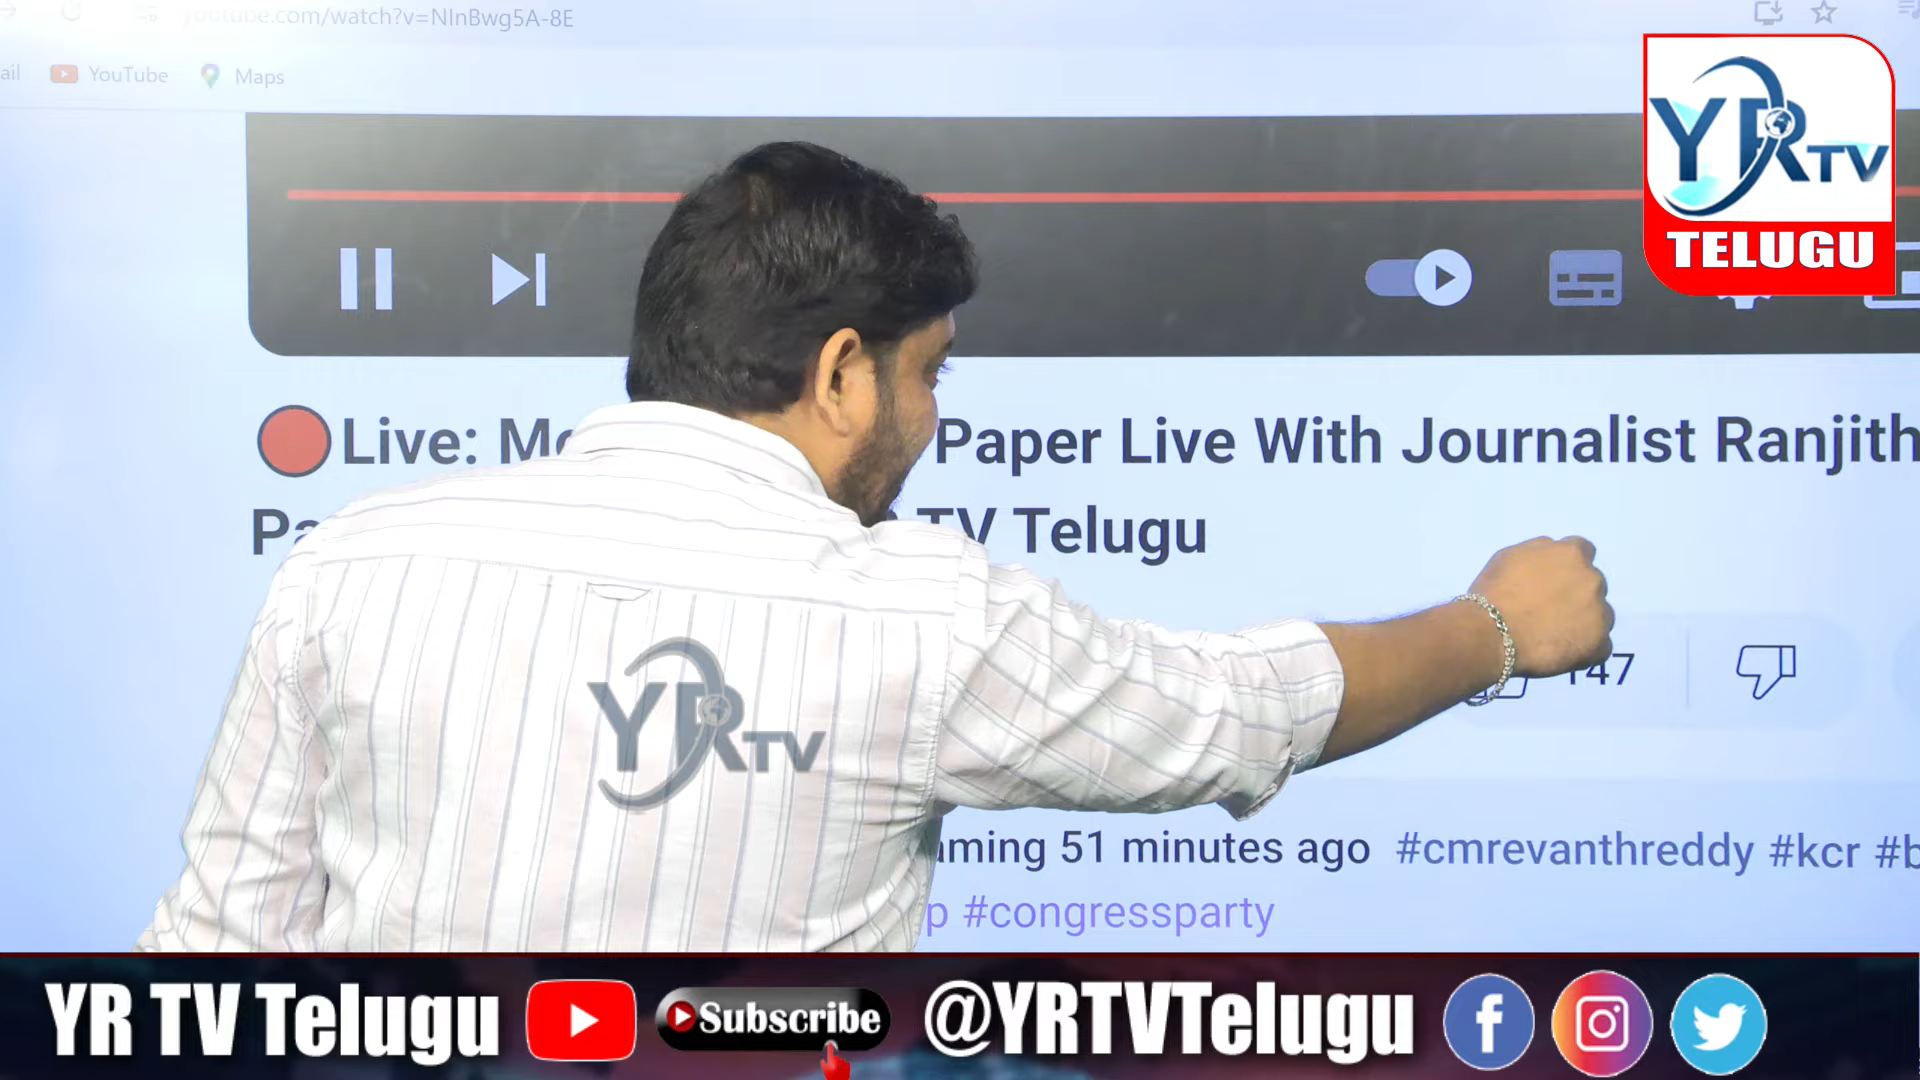 youtube.com/watch?v=NInBwg5A-8E
YouTube Maps
YRTV
TELUGU
Live: Paper Live With Journalist Ranjith
TV Telugu
147
51 minutes ago #cmrevanthreddy #kcr
#congressparty
YRTV
YR TV Telugu Subscribe @YRTVTelugu